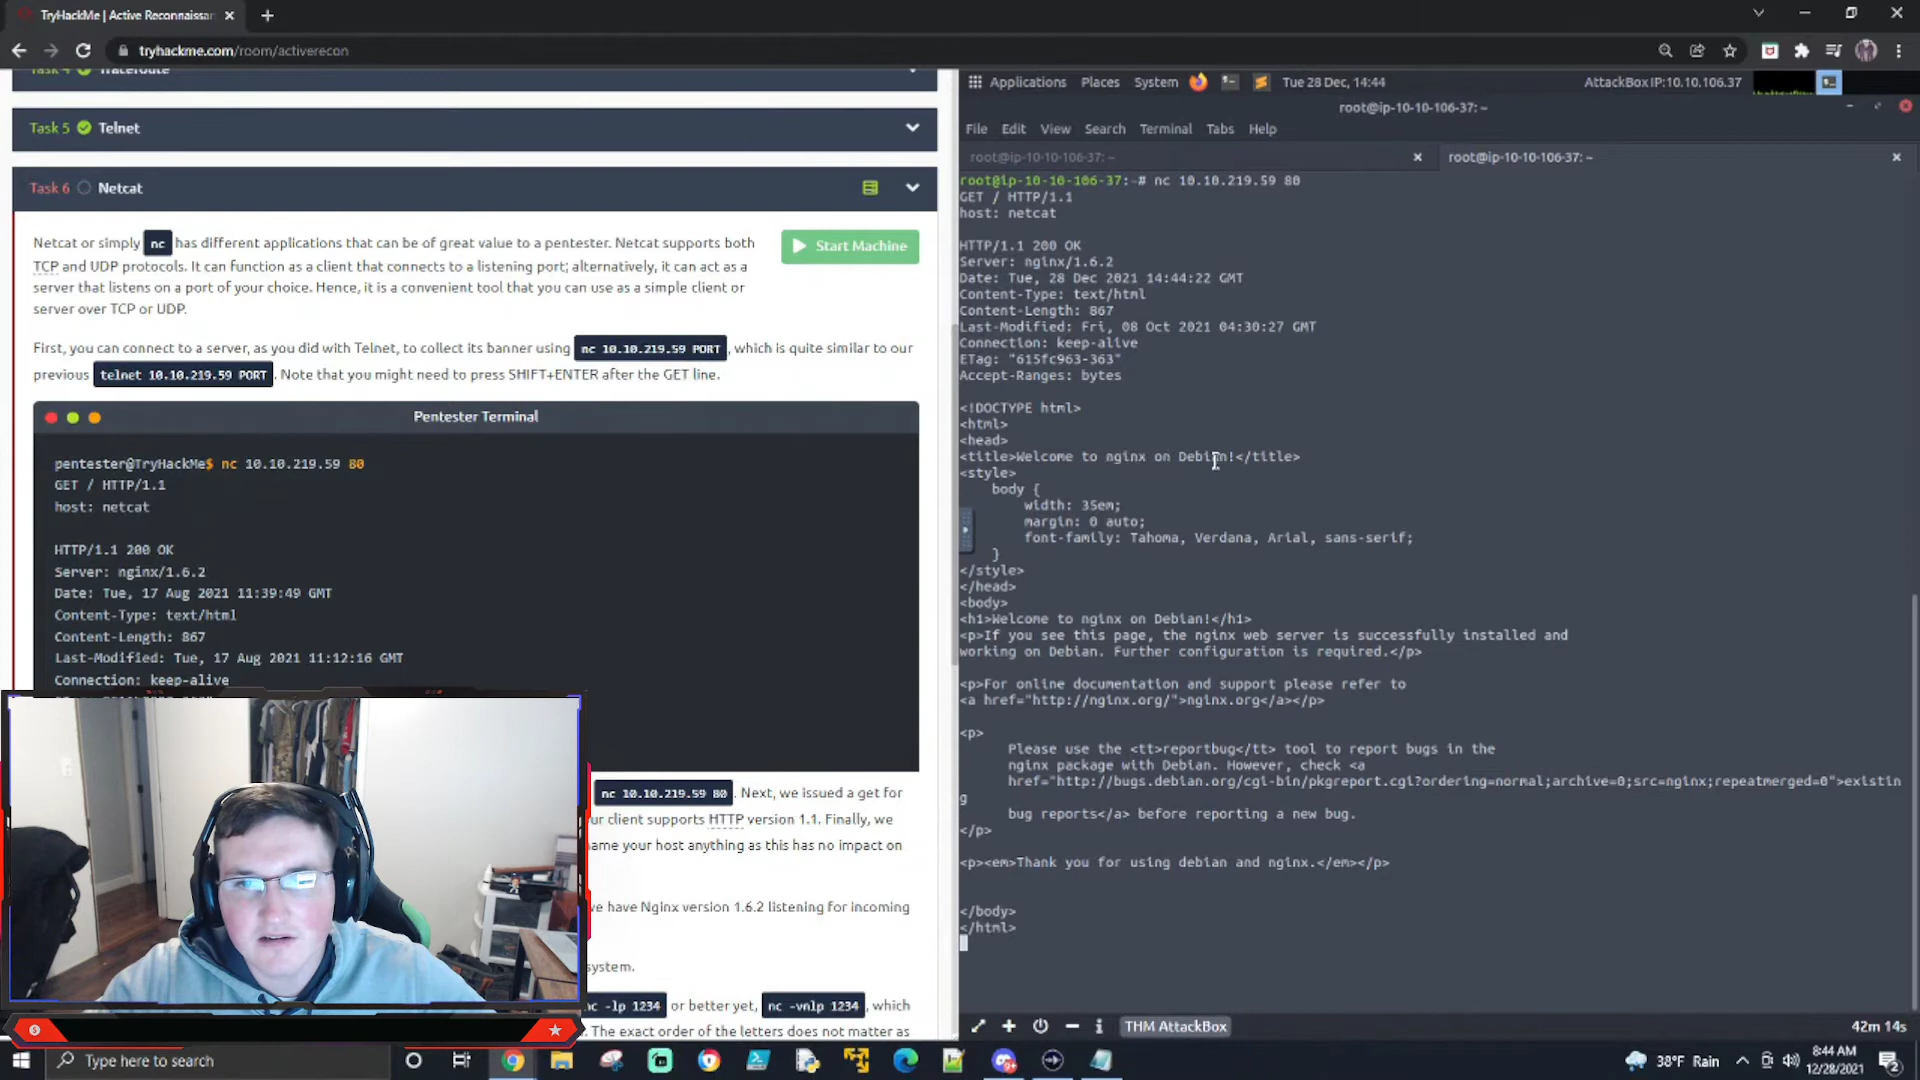 TryHackMe | Active Reconnaissan
tryhackme.com/room/activerecon
Task 4 Traceroute
Task 5 Telnet
Task 6 Netcat
Netcat or simply nc has different applications that can be of great value to a pentester. Netcat supports both
TCP and UDP protocols. It can function as a client that connects to a listening port; alternatively, it can act as a
server that listens on a port of your choice. Hence, it is a convenient tool that you can use as a simple client or
server over TCP or UDP.
Start Machine
First, you can connect to a server, as you did with Telnet, to collect its banner using nc 10.10.219.59 PORT , which is quite similar to our
previous telnet 10.10.219.59 PORT . Note that you might need to press SHIFT+ENTER after the GET line.
Pentester Terminal
pentester@TryHackMe$ nc 10.10.219.59 80
GET / HTTP/1.1
host: netcat
HTTP/1.1 200 OK
Server: nginx/1.6.2
Date: Tue, 17 Aug 2021 11:39:49 GMT
Content-Type: text/html
Content-Length: 867
Last-Modified: Tue, 17 Aug 2021 11:12:16 GMT
Connection: keep-alive
nc 10.10.219.59 80 . Next, we issued a get for
ur client supports HTTP version 1.1. Finally, we
ame your host anything as this has no impact on
we have Nginx version 1.6.2 listening for incoming
system.
nc -lp 1234 or better yet, nc -vnlp 1234 , which
. The exact order of the letters does not matter as
Applications Places System Tue 28 Dec, 14:44 AttackBox IP:10.10.106.37
root@ip-10-10-106-37: ~
File Edit View Search Terminal Tabs Help
root@ip-10-10-106-37: ~ root@ip-10-10-106-37: ~
root@ip-10-10-106-37:~# nc 10.10.219.59 80
GET / HTTP/1.1
host: netcat
HTTP/1.1 200 OK
Server: nginx/1.6.2
Date: Tue, 28 Dec 2021 14:44:22 GMT
Content-Type: text/html
Content-Length: 867
Last-Modified: Fri, 08 Oct 2021 04:30:27 GMT
Connection: keep-alive
ETag: "615fc963-363"
Accept-Ranges: bytes
<!DOCTYPE html>
<html>
<head>
<title>Welcome to nginx on Debian!</title>
<style>
body {
width: 35em;
margin: 0 auto;
font-family: Tahoma, Verdana, Arial, sans-serif;
}
</style>
</head>
<body>
<h1>Welcome to nginx on Debian!</h1>
<p>If you see this page, the nginx web server is successfully installed and
working on Debian. Further configuration is required.</p>
<p>For online documentation and support please refer to
<a href="http://nginx.org/">nginx.org</a></p>
<p>
Please use the <tt>reportbug</tt> tool to report bugs in the
nginx package with Debian. However, check <a
href="http://bugs.debian.org/cgi-bin/pkgreport.cgi?ordering=normal;archive=0;src=nginx;repeatmerged=0">existin
g
bug reports</a> before reporting a new bug.
</p>
<p><em>Thank you for using debian and nginx.</em></p>
</body>
</html>
THM AttackBox
42m 14s
Type here to search
38°F Rain
8:44 AM
12/28/2021
2